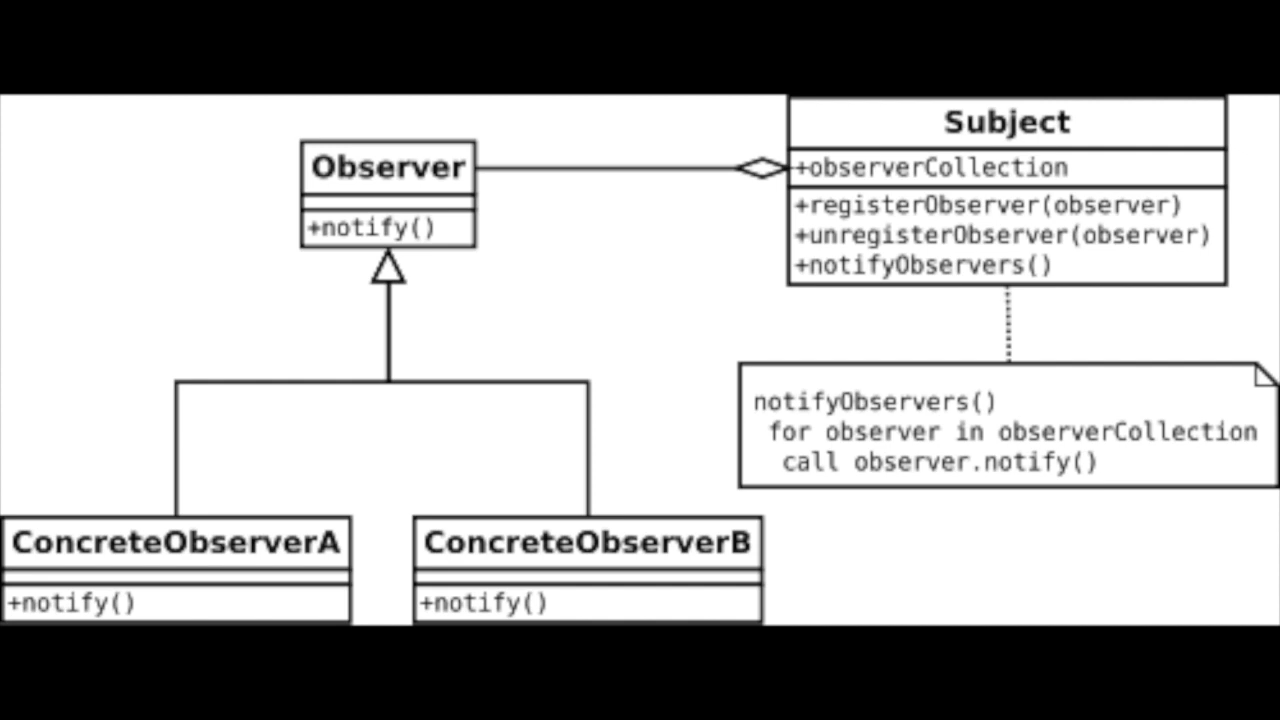 Observer
+notify()
Subject
+observerCollection
+registerObserver(observer)
+unregisterObserver(observer)
+notifyObservers()
notifyObservers()
 for observer in observerCollection
  call observer.notify()
ConcreteObserverA
+notify()
ConcreteObserverB
+notify()